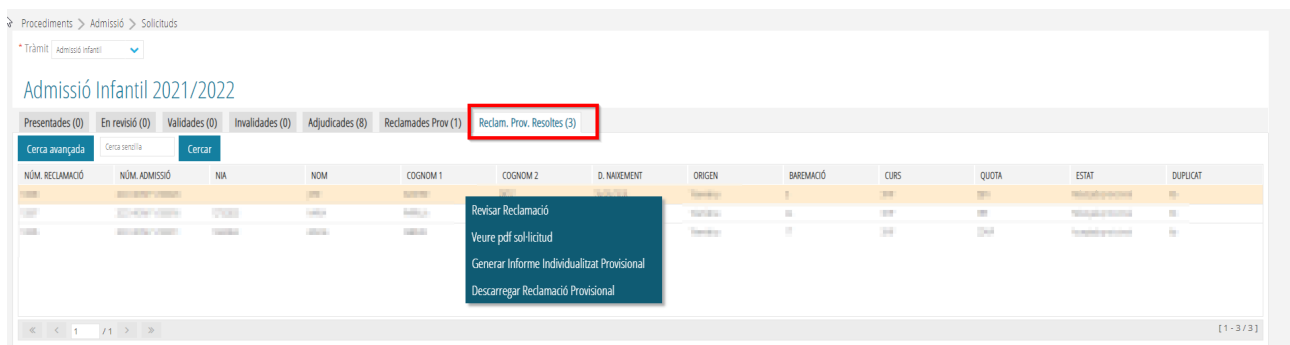 Procediments > Admissió > Solicituds
* Tràmit Admissió Infantil
Admissió Infantil 2021/2022
Presentades (0) En revisió (0) Validades (0) Invalidades (0) Adjudicades (8) Reclamades Prov (1) Reclam. Prov. Resoltes (3)
Cerca avançada Cerca senzilla Cercar
NÚM. RECLAMACIÓ NÚM. ADMISSIÓ NIA NOM COGNOM 1 COGNOM 2 D. NAIXEMENT ORIGEN BAREMACIÓ CURS QUOTA ESTAT DUPLICAT
Revisar Reclamació
Veure pdf sol·licitud
Generar Informe Individualitzat Provisional
Descarregar Reclamació Provisional
« < 1 / 1 > » [ 1 - 3 / 3 ]